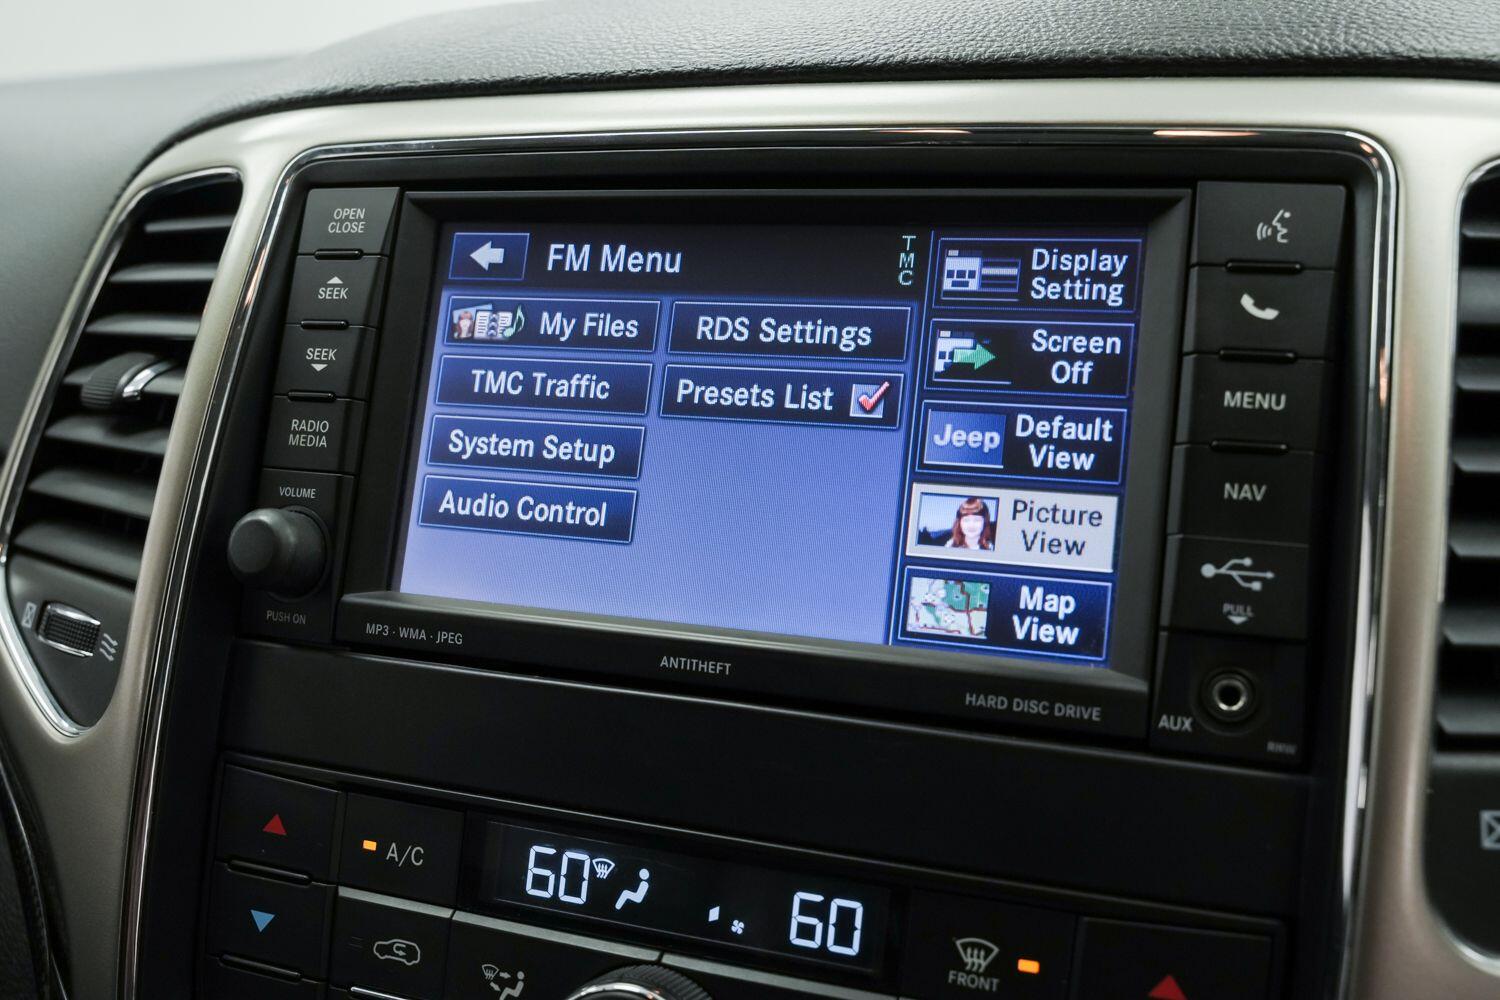 OPEN
CLOSE
SEEK
SEEK
RADIO
MEDIA
VOLUME
PUSH ON
FM Menu
TMC
My Files
RDS Settings
TMC Traffic
Presets List
System Setup
Audio Control
Display
Setting
Screen
Off
Jeep
Default
View
Picture
View
Map
View
MENU
NAV
PULL
AUX
RHW
MP3 · WMA · JPEG
ANTITHEFT
HARD DISC DRIVE
A/C
60
60
FRONT